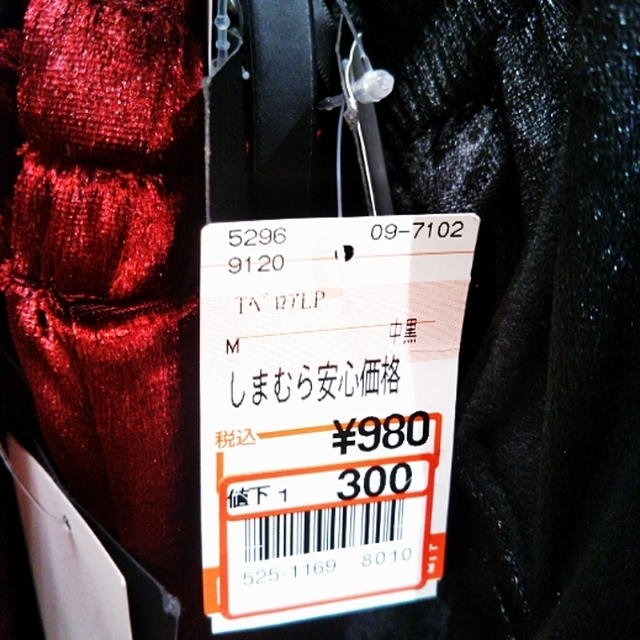 5296 09-7102
9120
M 中黒
しまむら安心価格
税込 ¥980
値下1 300
525-1169 8010